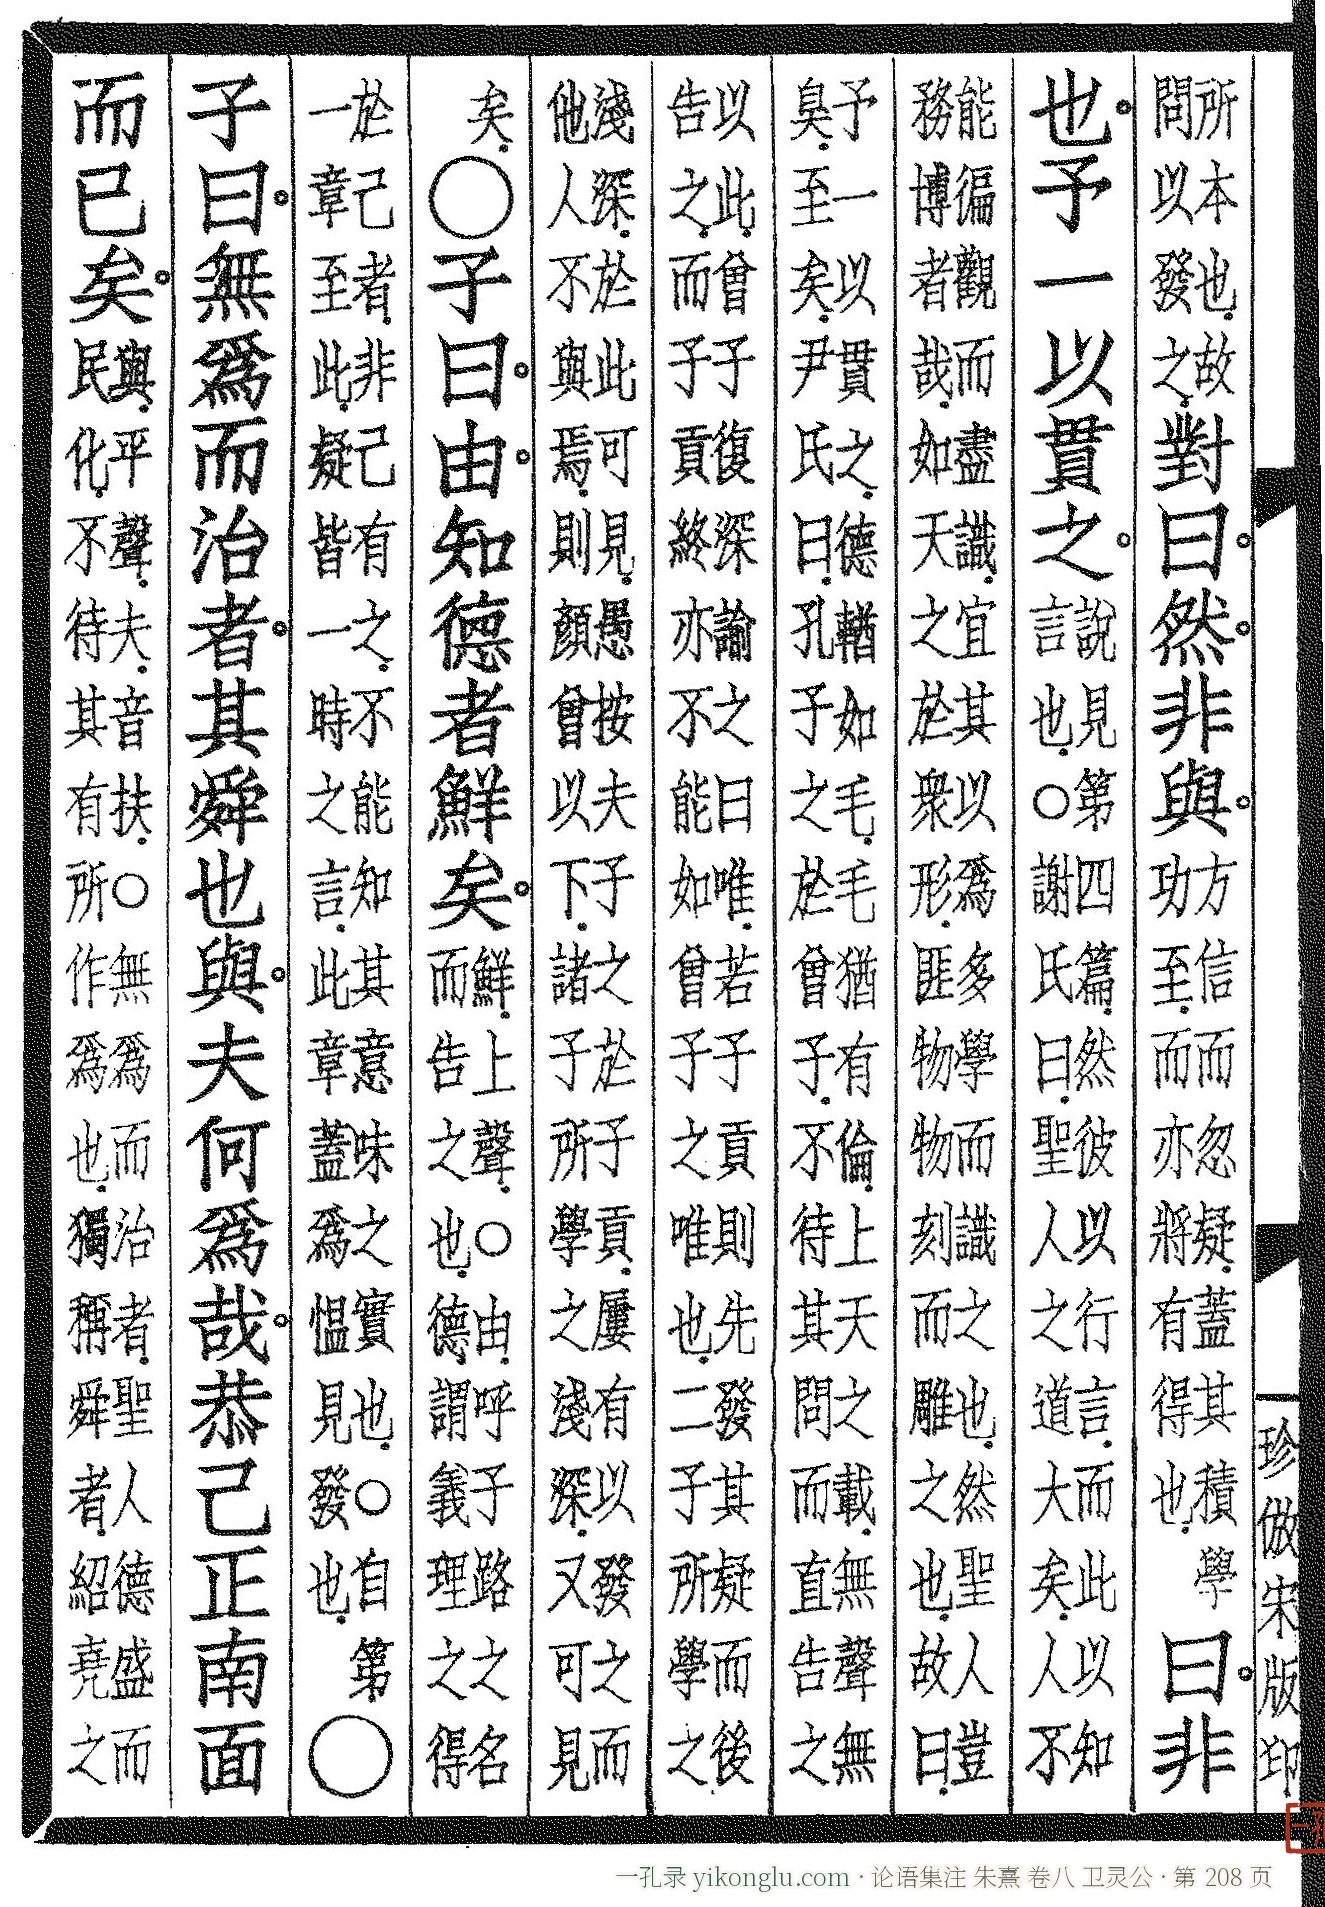 所本也。故問以發之。對曰。然。非與。方信而忽疑。蓋其積學功至。而亦將有得也。曰。非
也。予一以貫之。說見第四篇。然彼以行言。而此以知言也。○謝氏曰。聖人之道大矣。人不
能徧觀而盡識。宜其以爲多學而識之也。然聖人豈務博者哉。如天之於衆形。匪物物刻而雕之也。故曰。
予一以貫之。德輶如毛。毛猶有倫。上天之載。無聲無臭。至矣。尹氏曰。孔子之於曾子。不待其問而直告之
以此。曾子復深諭之曰唯。若子貢則先發其疑而後告之。而子貢終亦不能如曾子之唯也。二子所學之
淺深。於此可見。愚按夫子之於子貢。屢有以發之。而他人不與焉。則顏曾以下。諸子所學之淺深。又可見
矣。○子曰。由。知德者鮮矣。鮮。上聲。○由。呼子路之名而告之也。德。謂義理之得
於己者。非己有之。不能知其意味之實也。○自第一章至此。疑皆一時之言。此章蓋爲慍見發也。○
子曰。無爲而治者。其舜也與。夫何爲哉。恭己正南面
而已矣。與。平聲。夫。音扶。○無爲而治者。聖人德盛而民化。不待其有所作爲也。獨稱舜者。紹堯之
珍倣宋版印
一孔录 yikonglu.com · 论语集注 朱熹 卷八 卫灵公 · 第 208 页